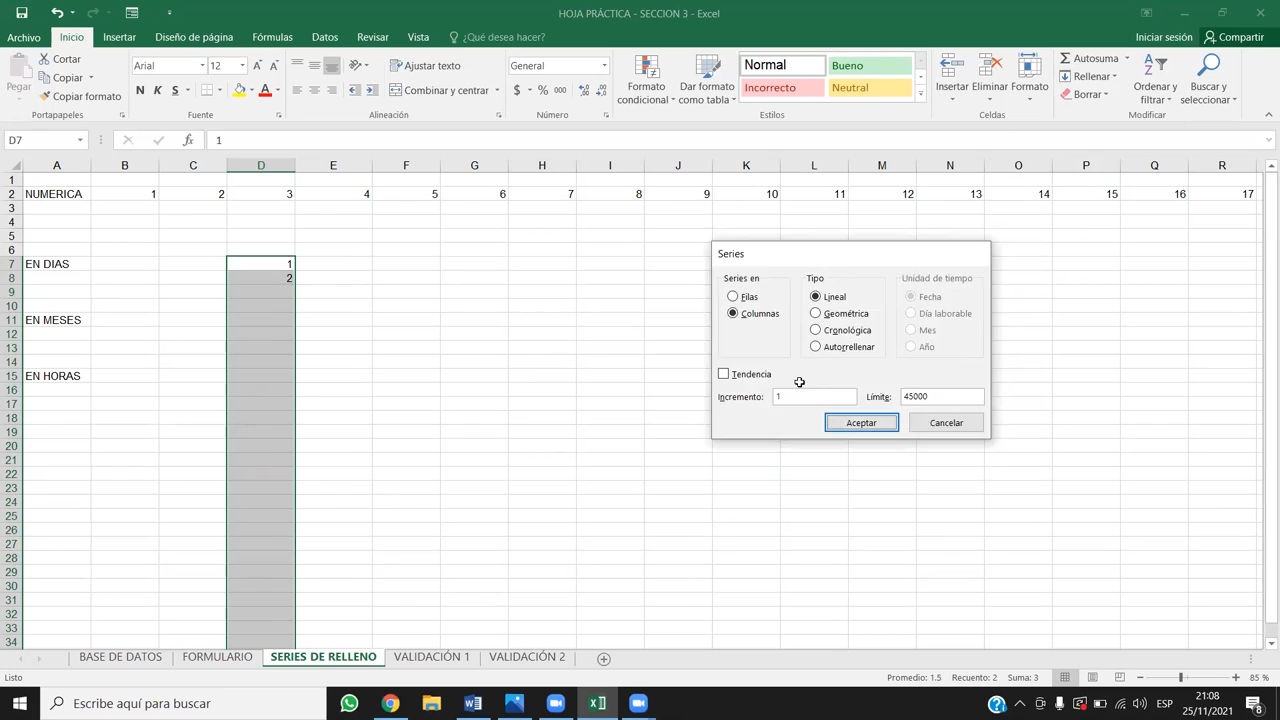 HOJA PRÁCTICA - SECCION 3 - Excel
Archivo Inicio Insertar Diseño de página Fórmulas Datos Revisar Vista ¿Qué desea hacer? Iniciar sesión Compartir
Pegar
Cortar
Copiar
Copiar formato
Portapapeles
Arial 12
N K S
Fuente
Ajustar texto
Combinar y centrar
Alineación
General
$ % 000
Número
Formato condicional
Dar formato como tabla
Normal Bueno
Incorrecto Neutral
Estilos
Insertar Eliminar Formato
Celdas
Autosuma
Rellenar
Borrar
Ordenar y filtrar
Buscar y seleccionar
Modificar
D7 fx 1
A B C D E F G H I J K L M N O P Q R
1
2 NUMERICA 1 2 3 4 5 6 7 8 9 10 11 12 13 14 15 16 17
3
4
5
6
7 EN DIAS 1
8 2
9
10
11 EN MESES
12
13
14
15 EN HORAS
16
17
18
19
20
21
22
23
24
25
26
27
28
29
30
31
32
33
34
Series
Series en Tipo Unidad de tiempo
Filas Lineal Fecha
Columnas Geométrica Día laborable
Cronológica Mes
Autorrellenar Año
Tendencia
Incremento: 1 Límite: 45000
Aceptar Cancelar
BASE DE DATOS FORMULARIO SERIES DE RELLENO VALIDACIÓN 1 VALIDACIÓN 2
Listo Promedio: 1.5 Recuento: 2 Suma: 3 85 %
Escribe aquí para buscar
ESP
21:08
25/11/2021
8